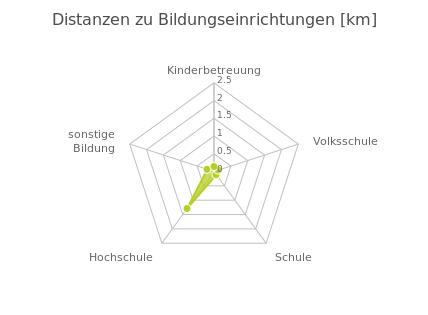 Distanzen zu Bildungseinrichtungen [km]
Kinderbetreuung
2.5
2
1.5
1
0.5
0
sonstige
Bildung
Volksschule
Hochschule
Schule